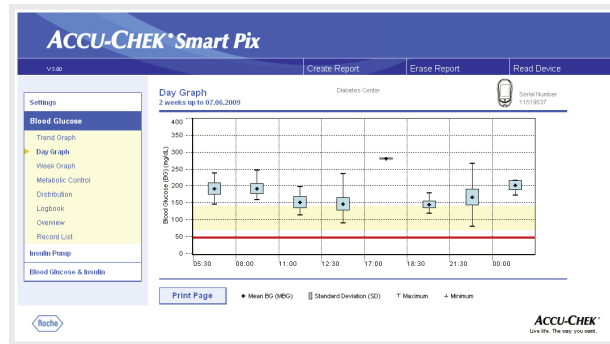 ACCU-CHEK® Smart Pix
V 3.00
Create Report
Erase Report
Read Device
Settings
Blood Glucose
Trend Graph
Day Graph
Week Graph
Metabolic Control
Distribution
Logbook
Overview
Record List
Insulin Pump
Blood Glucose & Insulin
Day Graph
2 weeks up to 07.06.2009
Diabetes Center
Serial Number
11519637
Blood Glucose (BG) (mg/dL)
400
350
300
250
200
150
100
50
0
05:30 08:00 11:00 12:30 17:00 18:30 21:30 00:00
Print Page
Mean BG (MBG) Standard Deviation (SD) Maximum Minimum
Roche
ACCU-CHEK®
Live life. The way you want.